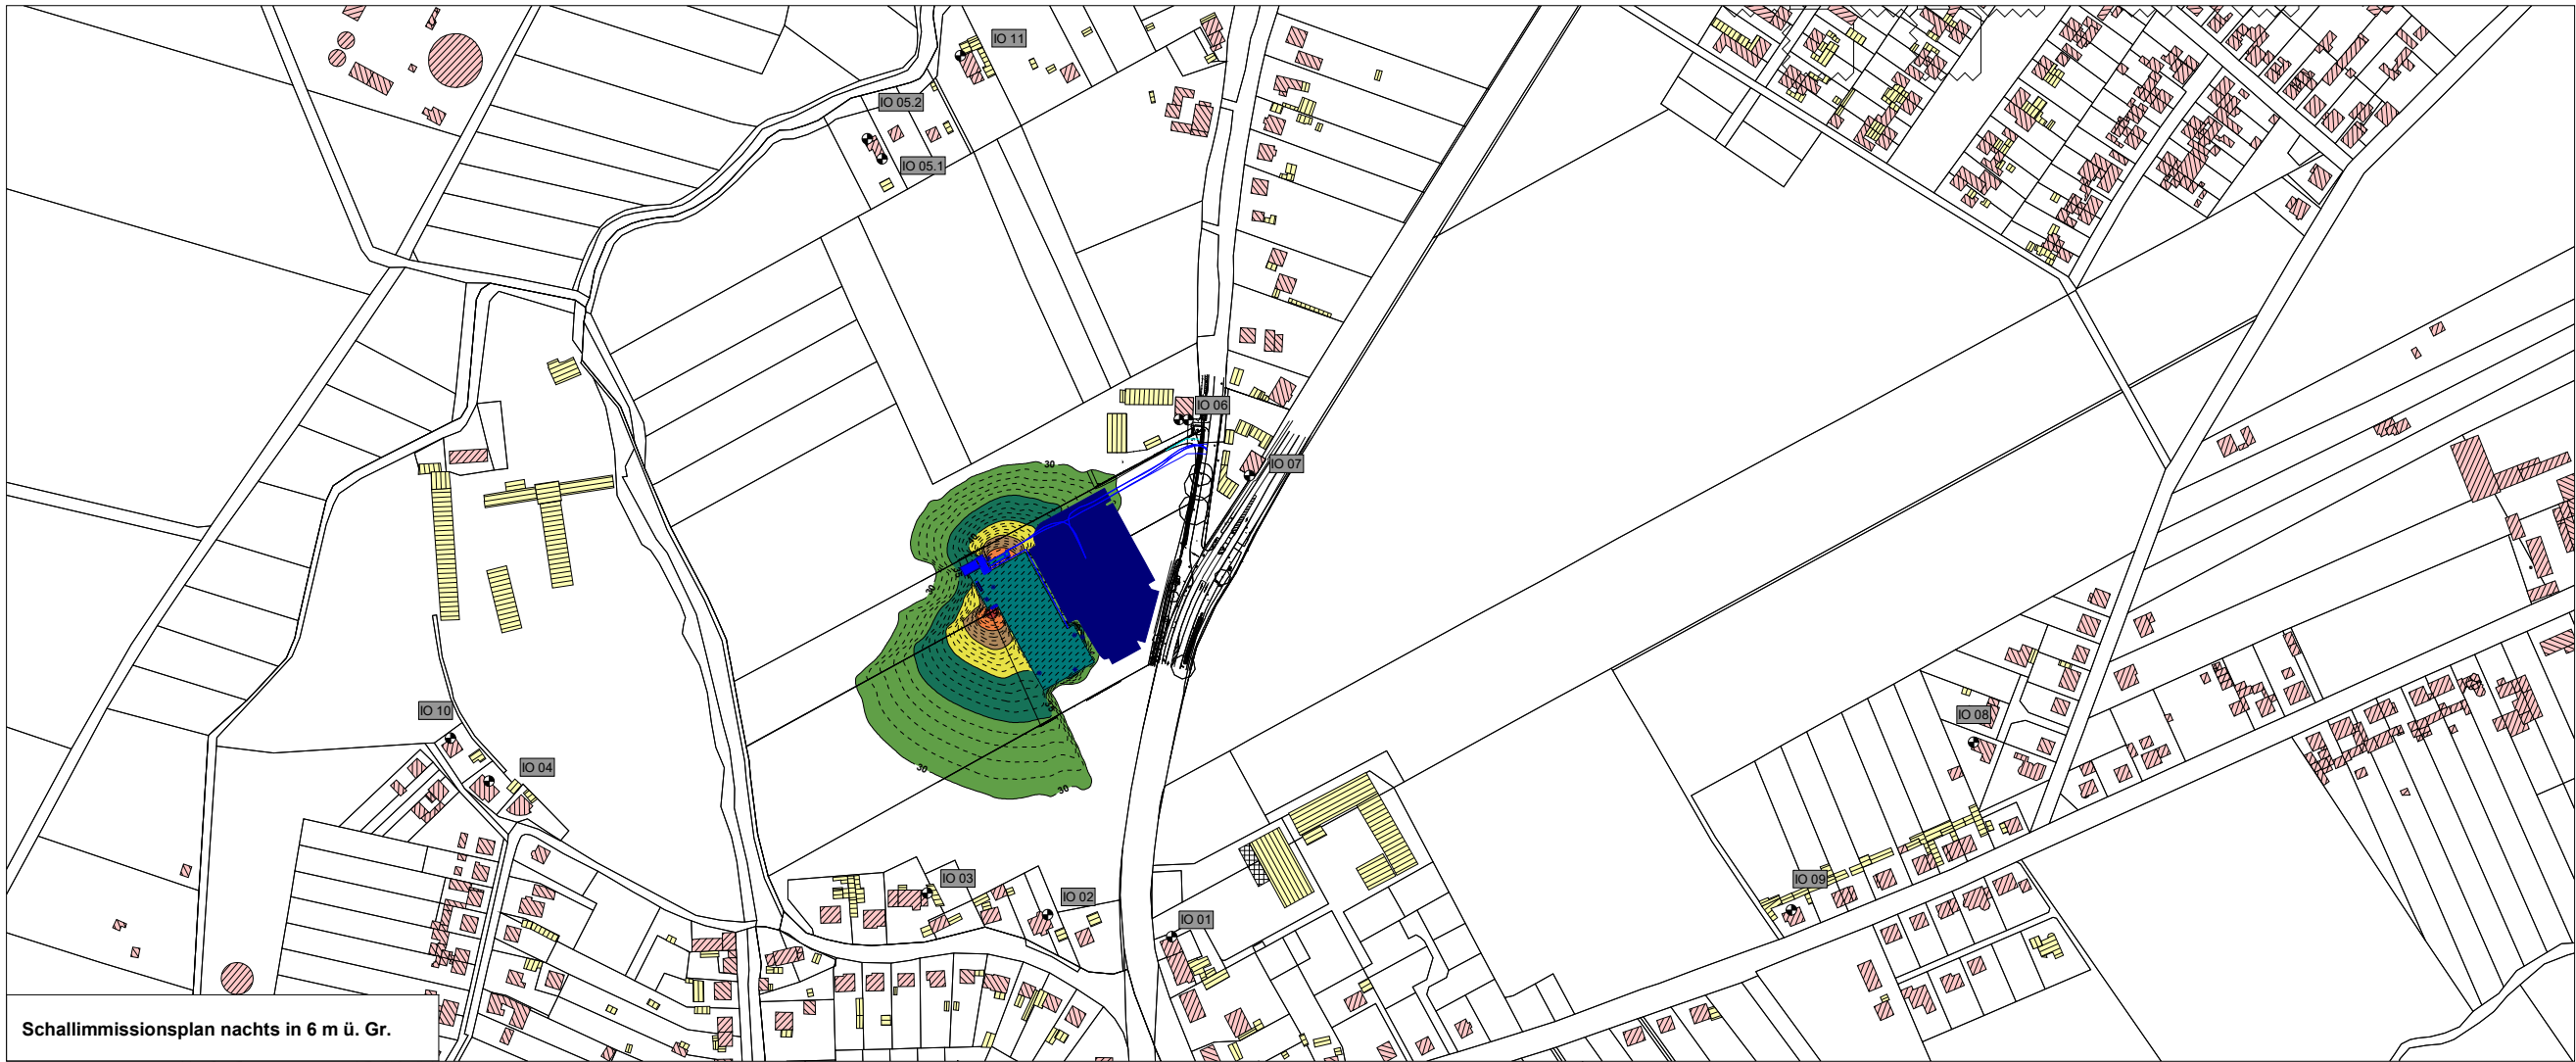 IO 11
IO 05.2
IO 05.1
IO 06
IO 07
30
30
IO 10
IO 08
IO 04
30
30
IO 03
IO 09
IO 02
IO 01
Schallimmissionsplan nachts in 6 m ü. Gr.